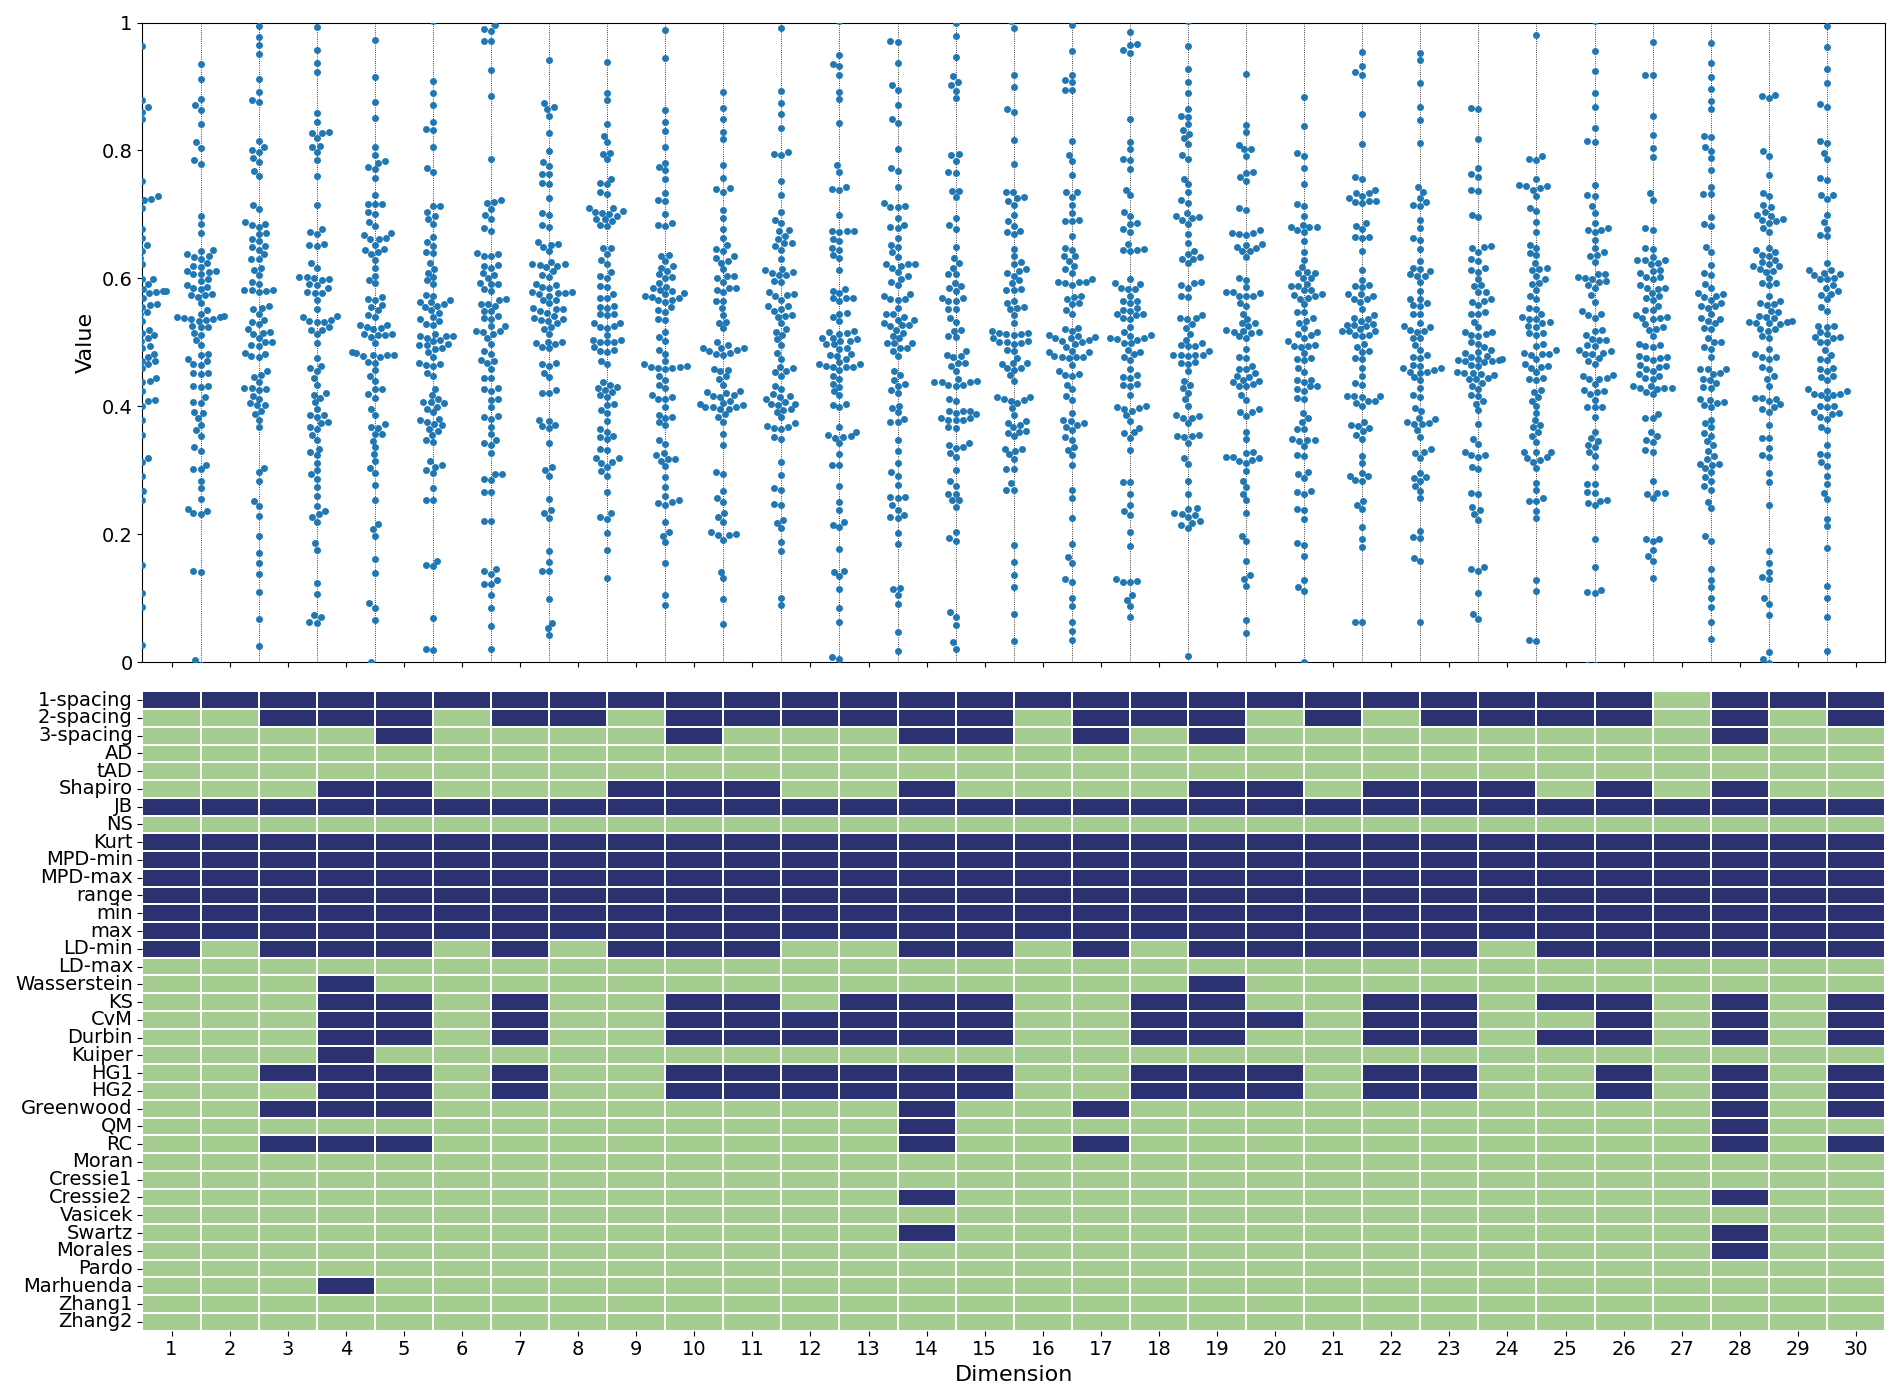 1
0.8
0.6
Value
0.4
0.2
0
1-spacing
2-spacing
3-spacing
AD
tAD
Shapiro
JB
NS
Kurt
MPD-min
MPD-max
range
min
max
LD-min
LD-max
Wasserstein
KS
CvM
Durbin
Kuiper
HG1
HG2
Greenwood
QM
RC
Moran
Cressie1
Cressie2
Vasicek
Swartz
Morales
Pardo
Marhuenda
Zhang1
Zhang2
1 2 3 4 5 6 7 8 9 10 11 12 13 14 15 16 17 18 19 20 21 22 23 24 25 26 27 28 29 30
Dimension